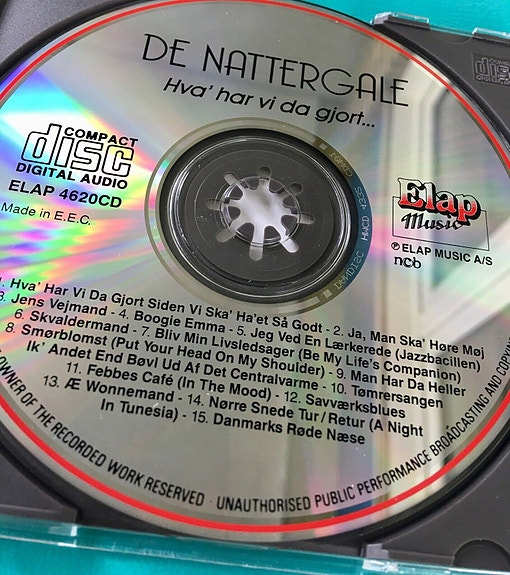 DE NATTERGALE
Hva' har vi da gjort...
COMPACT
disc
DIGITAL AUDIO
ELAP 4620CD
Made in E.E.C.
Elap
Music
℗ ELAP MUSIC A/S
ncb
1. Hva' Har Vi Da Gjort Siden Vi Ska' Ha'et Så Godt - 2. Ja, Man Ska' Høre Møj
3. Jens Vejmand - 4. Boogie Emma - 5. Jeg Ved En Lærkerede (Jazzbacillen)
6. Skvaldermand - 7. Bliv Min Livsledsager (Be My Life's Companion)
8. Smørblomst (Put Your Head On My Shoulder) - 9. Man Har Da Heller
Ik' Andet End Bøvl Ud Af Det Centralvarme - 10. Tømrersangen
11. Febbes Café (In The Mood) - 12. Savværksblues
13. Æ Wonnemand - 14. Nørre Snede Tur/Retur (A Night
In Tunesia) - 15. Danmarks Røde Næse
OWNER OF THE RECORDED WORK RESERVED · UNAUTHORISED PUBLIC PERFORMANCE BROADCASTING AND COPYING
COMPACT
disc